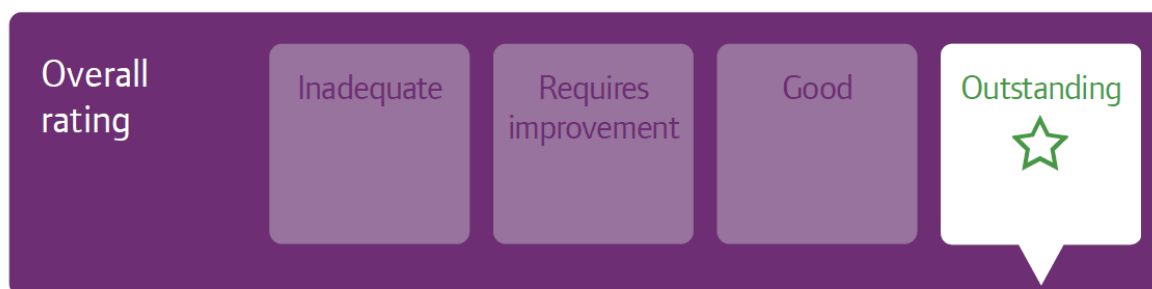 Overall
rating
Inadequate
Requires
improvement
Good
Outstanding